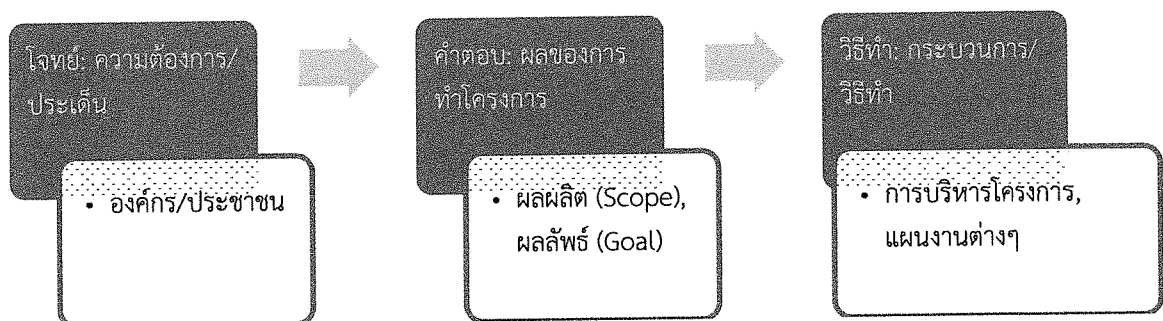 โจทย์: ความต้องการ/
ประเด็น
• องค์กร/ประชาชน
คำตอบ: ผลของการ
ทำโครงการ
• ผลผลิต (Scope),
ผลลัพธ์ (Goal)
วิธีทำ: กระบวนการ/
วิธีทำ
• การบริหารโครงการ,
แผนงานต่างๆ